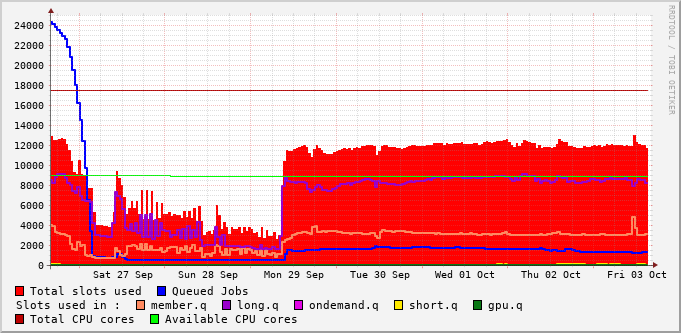 RRDTOOL / TOBI OETIKER
24000
22000
20000
18000
16000
14000
12000
10000
8000
6000
4000
2000
0
Sat 27 Sep Sun 28 Sep Mon 29 Sep Tue 30 Sep Wed 01 Oct Thu 02 Oct Fri 03 Oct
Total slots used Queued Jobs
Slots used in : member.q long.q ondemand.q short.q gpu.q
Total CPU cores Available CPU cores